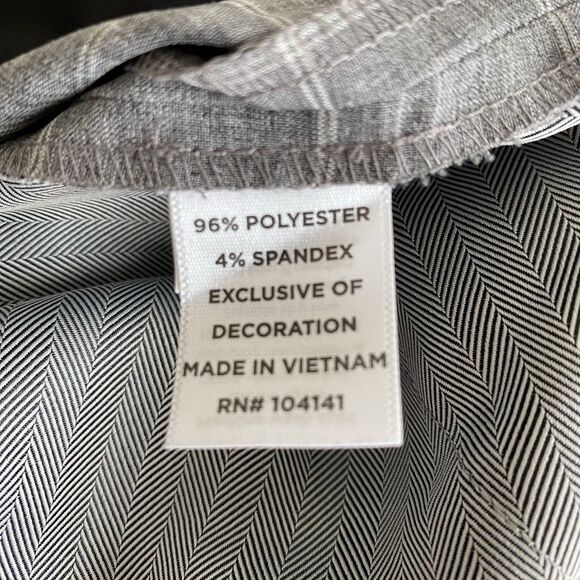 96% POLYESTER
4% SPANDEX
EXCLUSIVE OF
DECORATION
MADE IN VIETNAM
RN# 104141